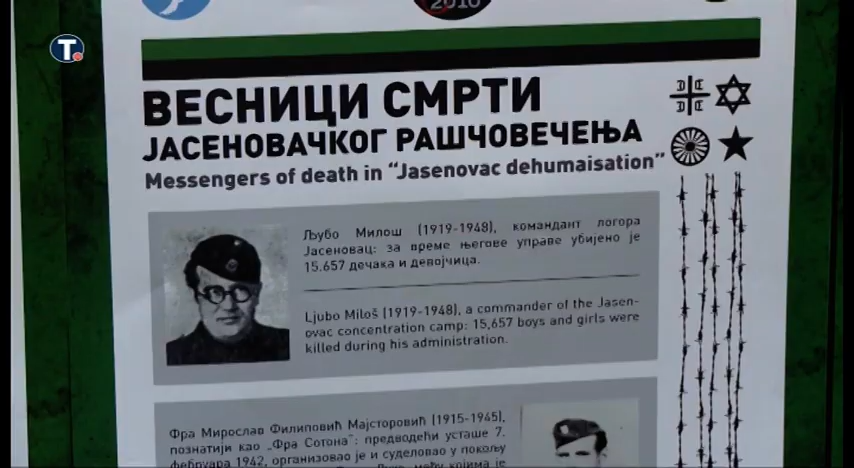 T.
2010
ВЕСНИЦИ СМРТИ
ЈАСЕНОВАЧКОГ РАШЧОВЕЧЕЊА
Messengers of death in “Jasenovac dehumaisation”
Љубо Милош (1919-1948), командант логора
Јасеновац: за време његове управе убијено је
15.657 дечака и девојчица.
Ljubo Miloš (1919-1948), a commander of the Jasen-
ovac concentration camp: 15,657 boys and girls were
killed during his administration.
Фра Мирослав Филиповић Мајсторовић (1915-1945),
познатији као „Фра Сотона”: предводећи усташе 7.
фебруара 1942, организовао је и суделовао у покољу